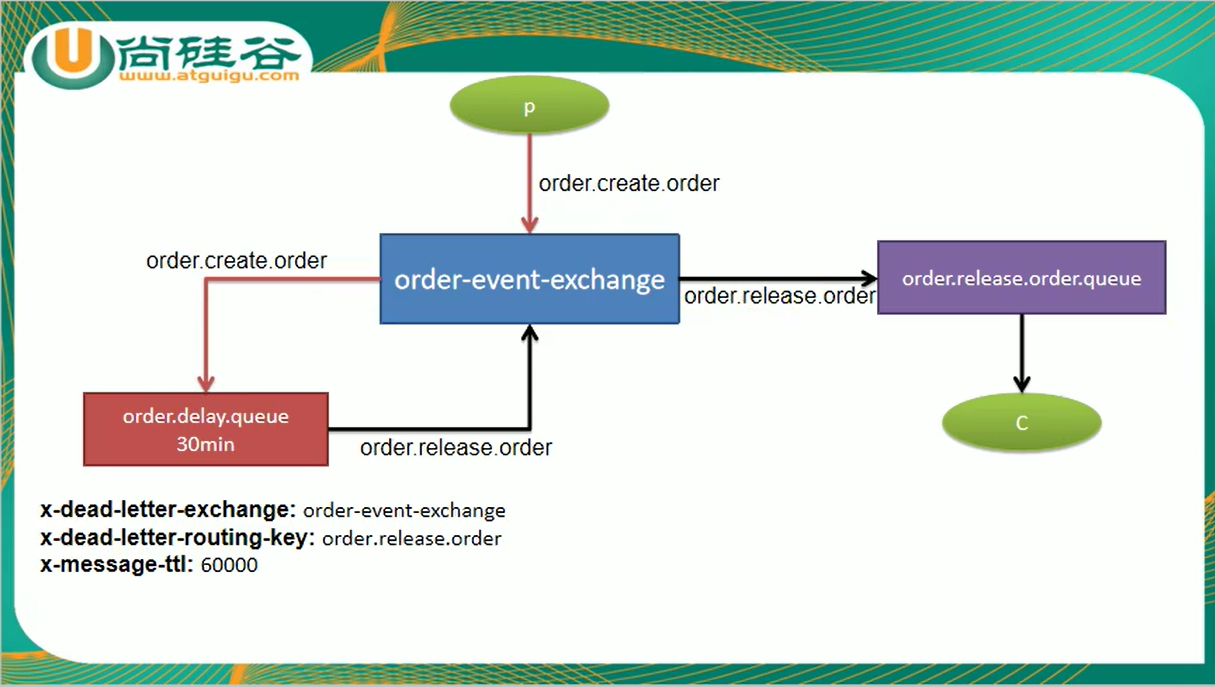 尚硅谷
www.atguigu.com
p
order.create.order
order.create.order
order-event-exchange
order.release.order
order.release.order.queue
order.delay.queue
30min
order.release.order
C
x-dead-letter-exchange: order-event-exchange
x-dead-letter-routing-key: order.release.order
x-message-ttl: 60000